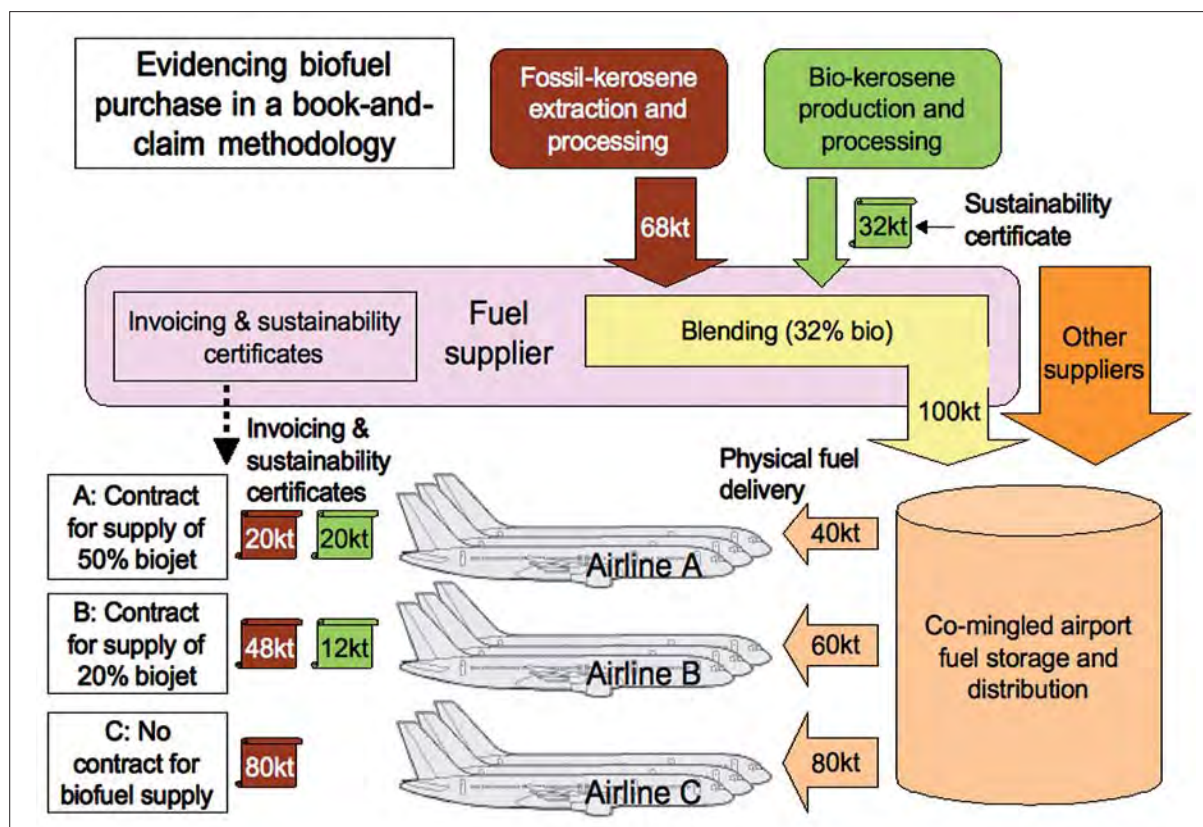 Evidencing biofuel
purchase in a book-and-
claim methodology
Fossil-kerosene
extraction and
processing
Bio-kerosene
production and
processing
68kt
32kt
Sustainability
certificate
Invoicing & sustainability
certificates
Fuel
supplier
Blending (32% bio)
Other
suppliers
100kt
Invoicing &
sustainability
certificates
Physical fuel
delivery
A: Contract
for supply of
50% biojet
20kt
20kt
Airline A
40kt
B: Contract
for supply of
20% biojet
48kt
12kt
Airline B
60kt
Co-mingled airport
fuel storage and
distribution
C: No
contract for
biofuel supply
80kt
Airline C
80kt